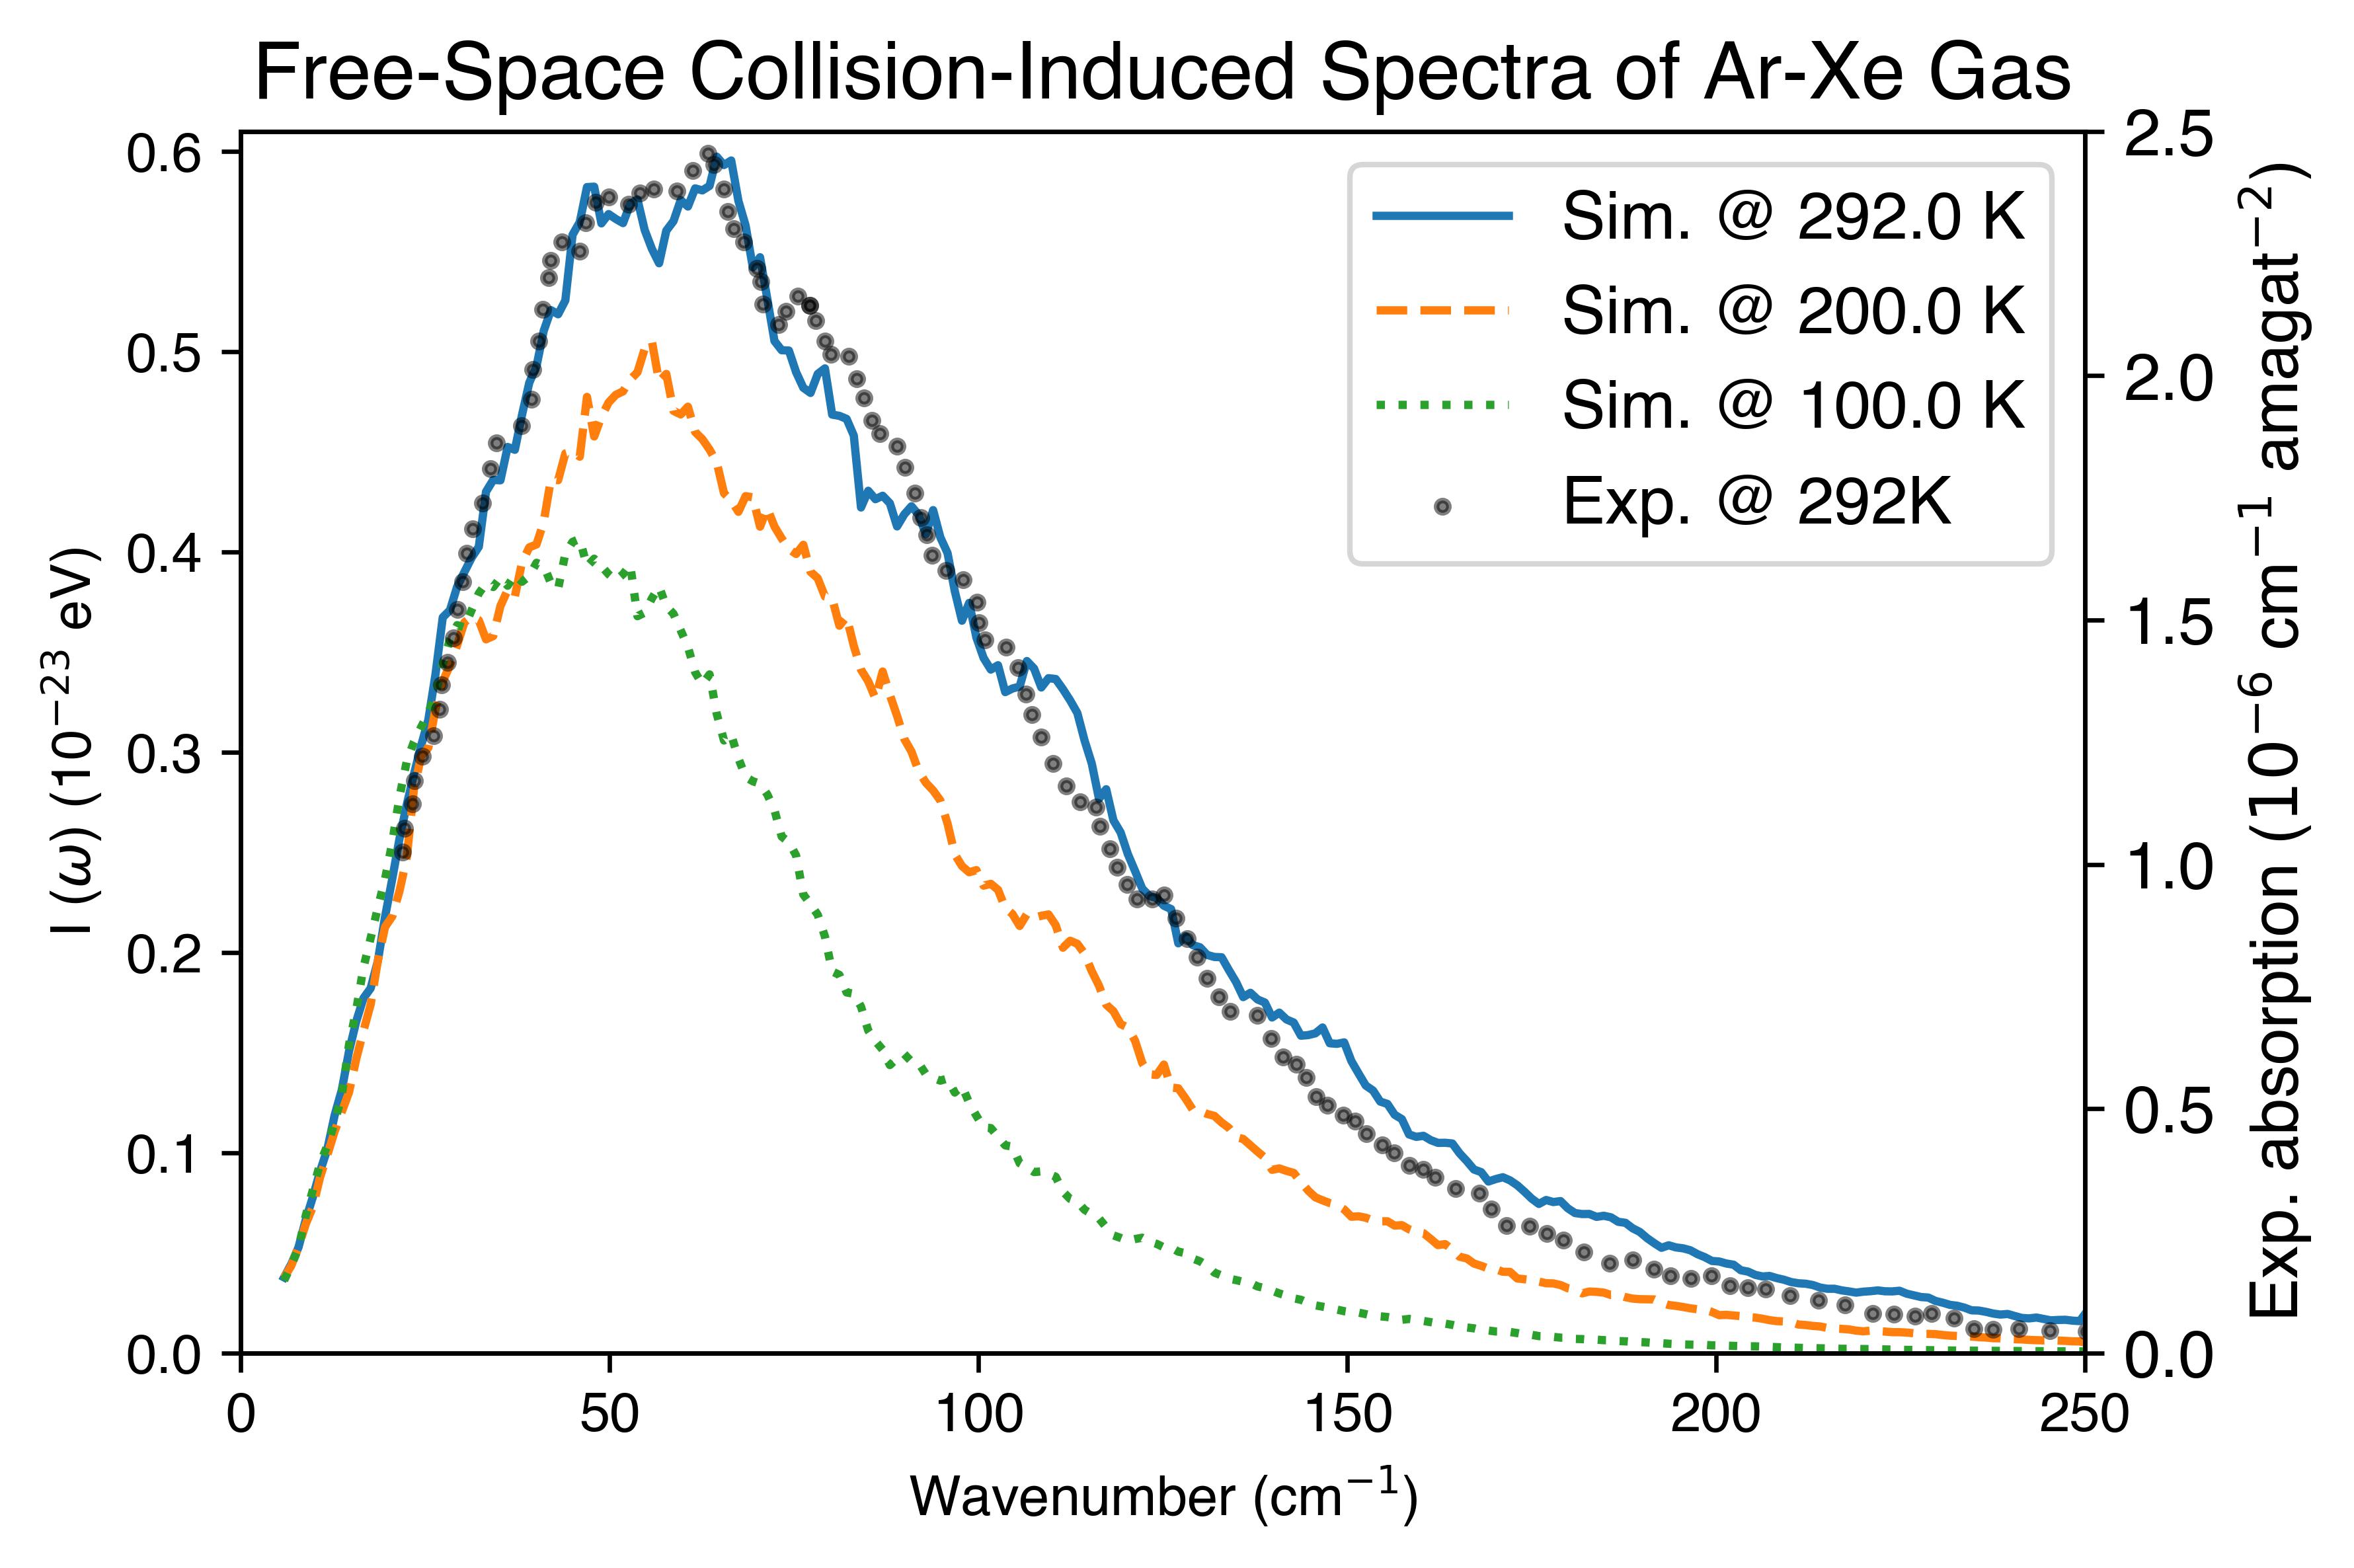 Free-Space Collision-Induced Spectra of Ar-Xe Gas
I (ω) (10⁻²³ eV)
0.6
0.5
0.4
0.3
0.2
0.1
0.0
Sim. @ 292.0 K
Sim. @ 200.0 K
Sim. @ 100.0 K
Exp. @ 292K
2.5
2.0
1.5
1.0
0.5
0.0
Exp. absorption (10⁻⁶ cm⁻¹ amagat⁻²)
0 50 100 150 200 250
Wavenumber (cm⁻¹)